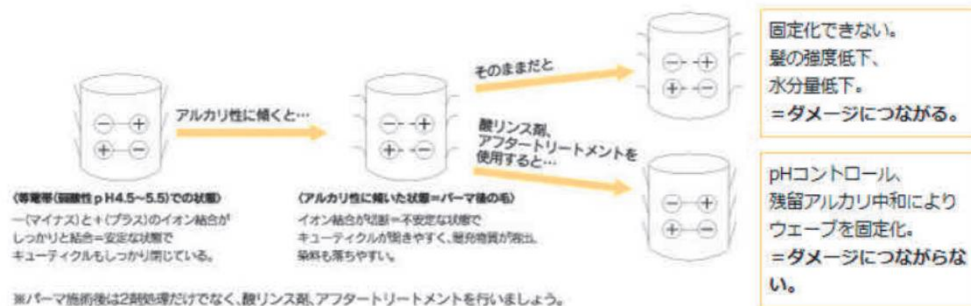 アルカリ性に傾くと…
そのままだと
酸リンス剤、
アフタートリートメントを
使用すると…
固定化できない。
髪の強度低下、
水分量低下。
=ダメージにつながる。
pHコントロール、
残留アルカリ中和により
ウェーブを固定化。
=ダメージにつながらな
い。
〈等電帯(弱酸性pH4.5~5.5)での状態〉
-(マイナス)と+(プラス)のイオン結合が
しっかりと結合=安定な状態で
キューティクルもしっかり閉じている。
〈アルカリ性に傾いた状態=パーマ後の毛〉
イオン結合が切断=不安定な状態で
キューティクルが開きやすく、間充物質が流出、
染料も落ちやすい。
※パーマ施術後は2剤処理だけでなく、酸リンス剤、アフタートリートメントを行いましょう。